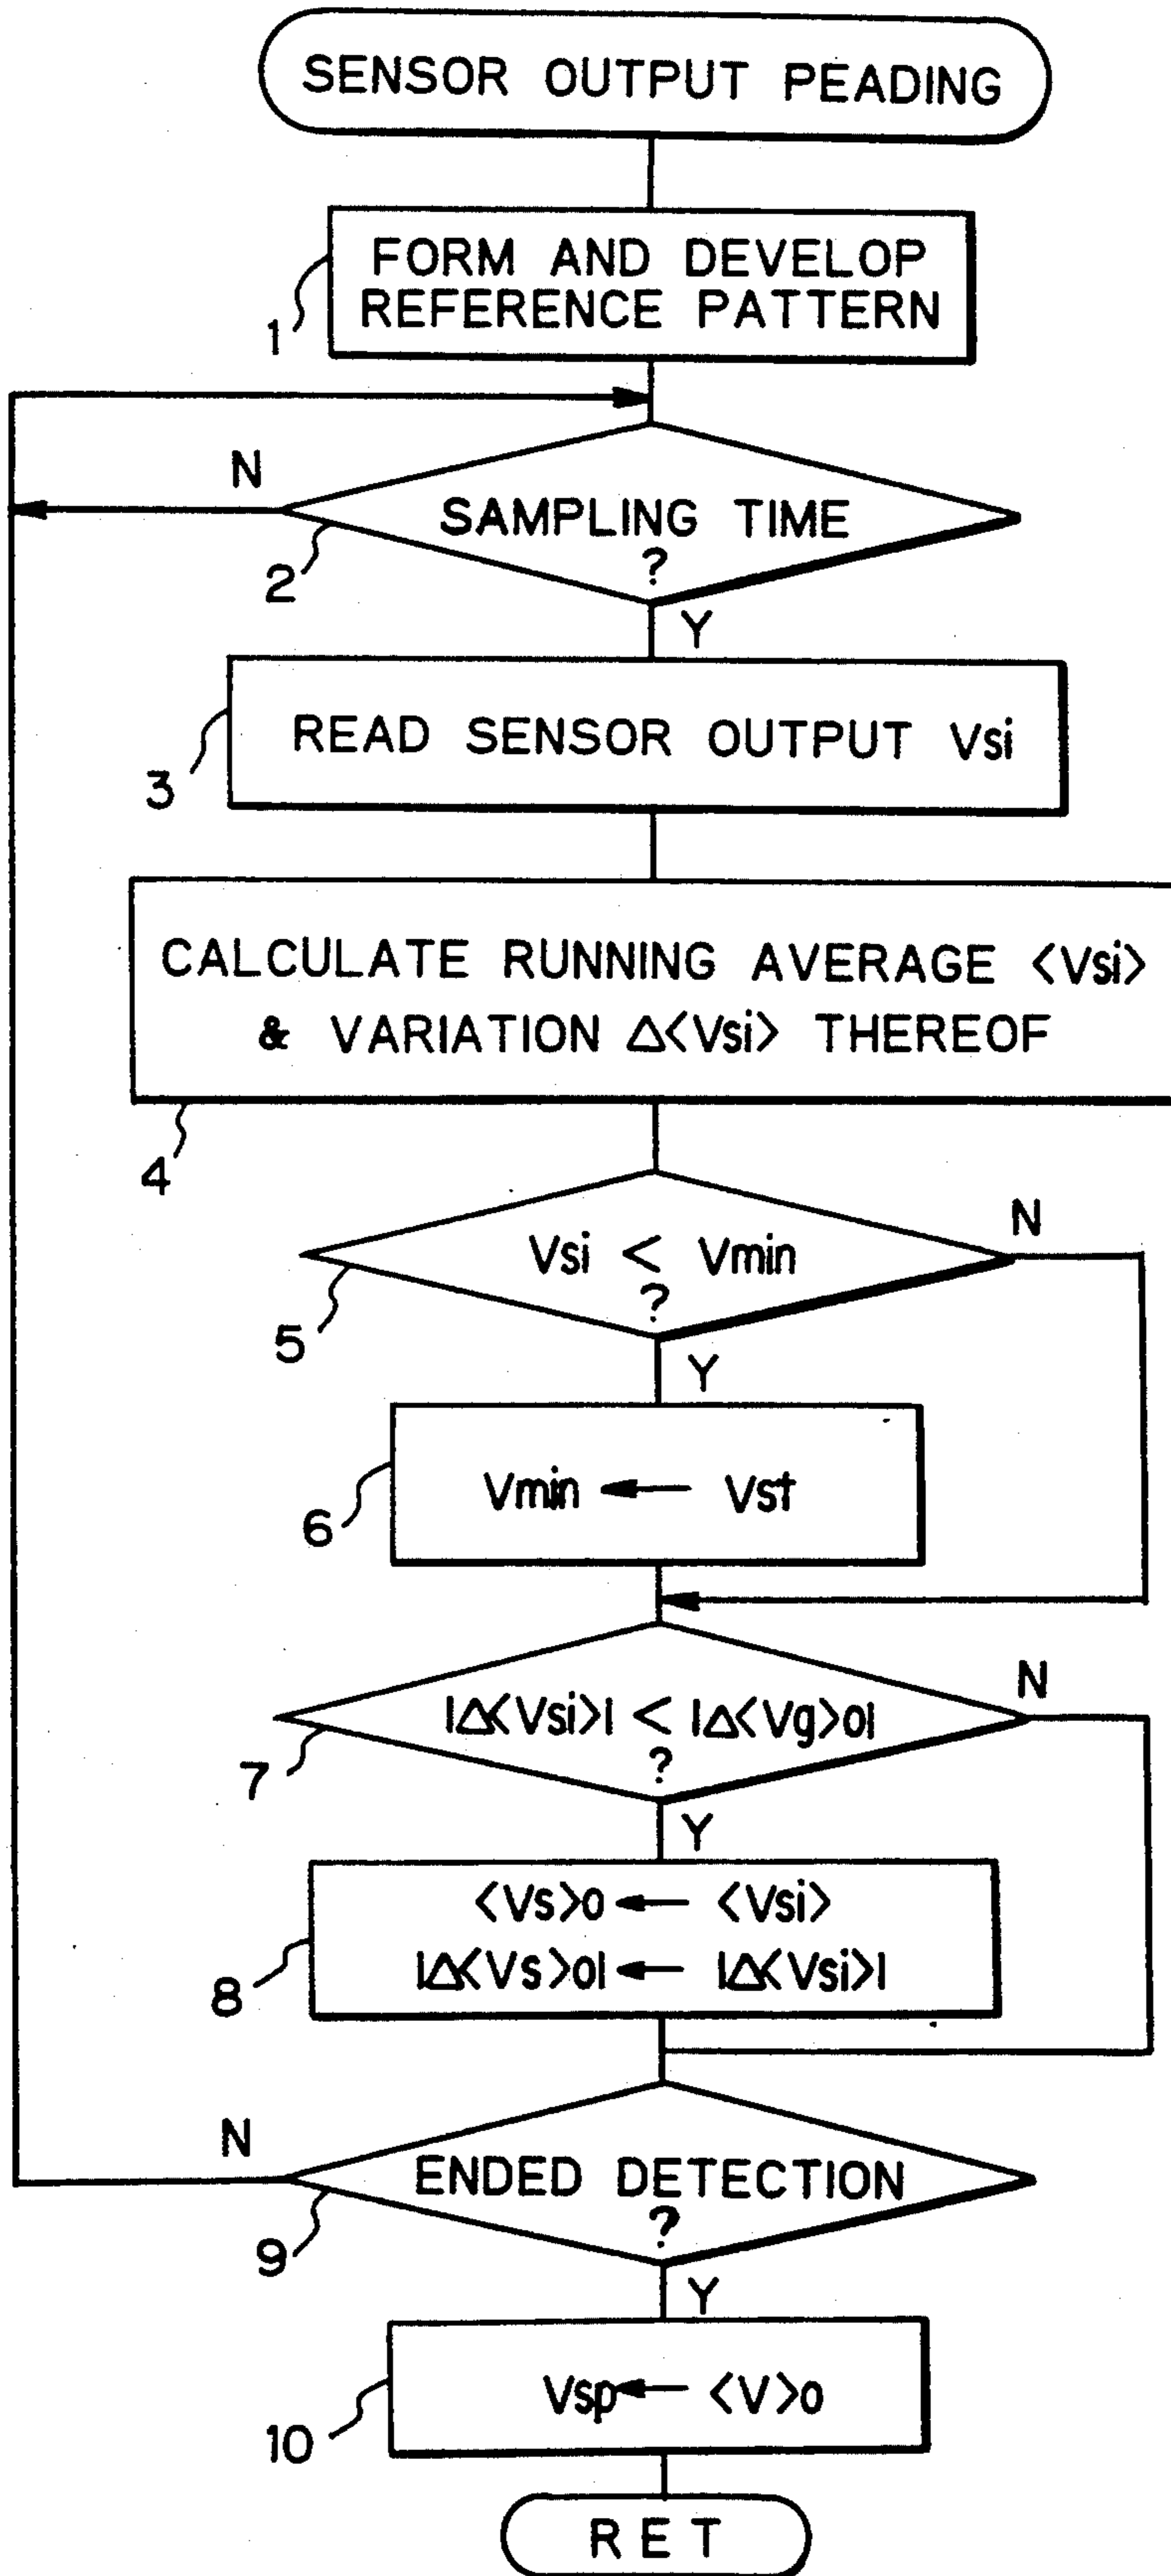 SENSOR OUTPUT PEADING
FORM AND DEVELOP
REFERENCE PATTERN
1
N
SAMPLING TIME
?
2
Y
READ SENSOR OUTPUT Vsi
3
CALCULATE RUNNING AVERAGE <Vsi>
& VARIATION Δ<Vsi> THEREOF
4
N
Vsi < Vmin
?
5
Y
Vmin ← Vst
6
N
|Δ<Vsi>| < |Δ<Vg>o|
?
7
Y
<Vs>o ← <Vsi>
|Δ<Vs>o| ← |Δ<Vsi>|
8
N
ENDED DETECTION
?
9
Y
Vsp ← <V>o
10
RET